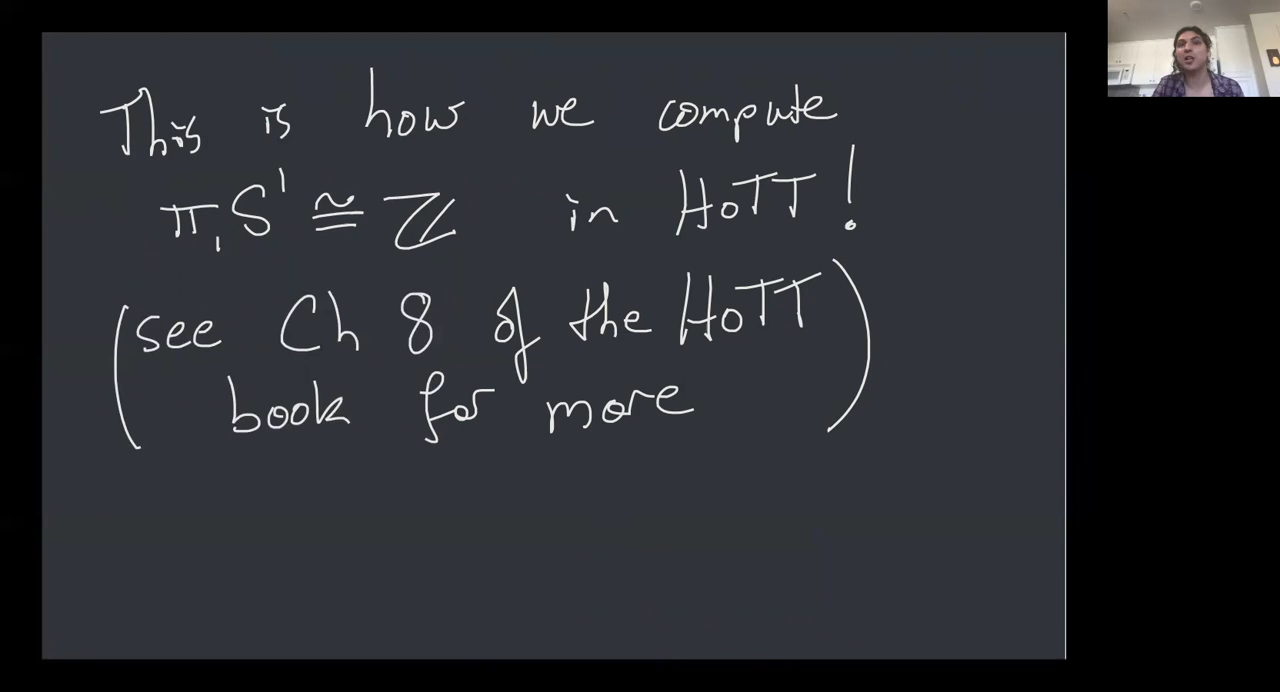 This is how we compute
π₁S¹ ≅ ℤ in HoTT!
(see Ch 8 of the HoTT
book for more)